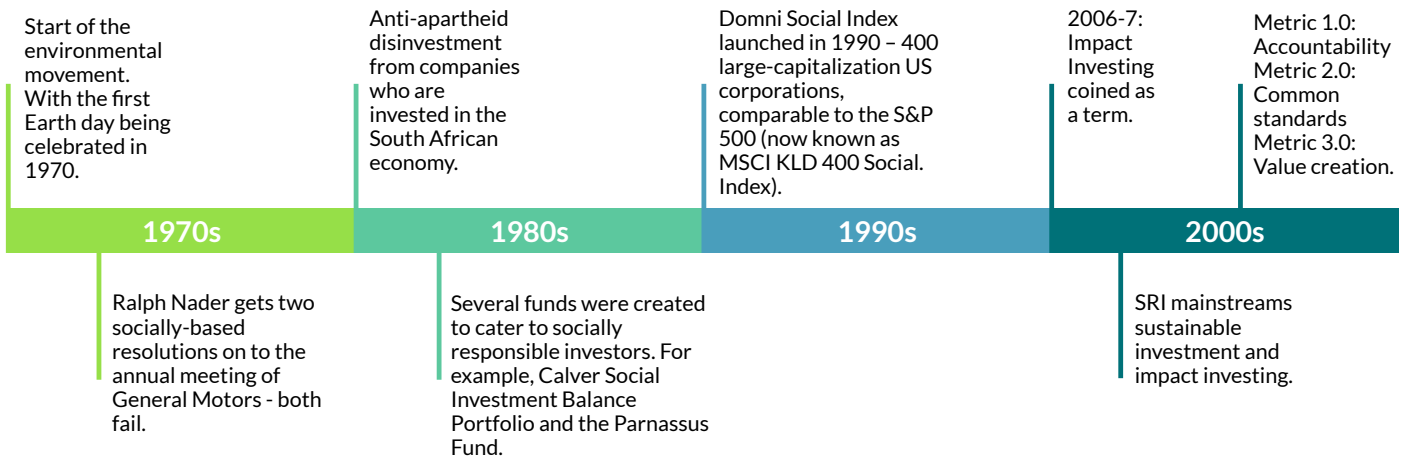 Start of the
environmental
movement.
With the first
Earth day being
celebrated in
1970.
Anti-apartheid
disinvestment
from companies
who are
invested in the
South African
economy.
Domni Social Index
launched in 1990 – 400
large-capitalization US
corporations,
comparable to the S&P
500 (now known as
MSCI KLD 400 Social.
Index).
2006-7:
Impact
Investing
coined as
a term.
Metric 1.0:
Accountability
Metric 2.0:
Common
standards
Metric 3.0:
Value creation.
1970s
1980s
1990s
2000s
Ralph Nader gets two
socially-based
resolutions on to the
annual meeting of
General Motors - both
fail.
Several funds were created
to cater to socially
responsible investors. For
example, Calver Social
Investment Balance
Portfolio and the Parnassus
Fund.
SRI mainstreams
sustainable
investment and
impact investing.